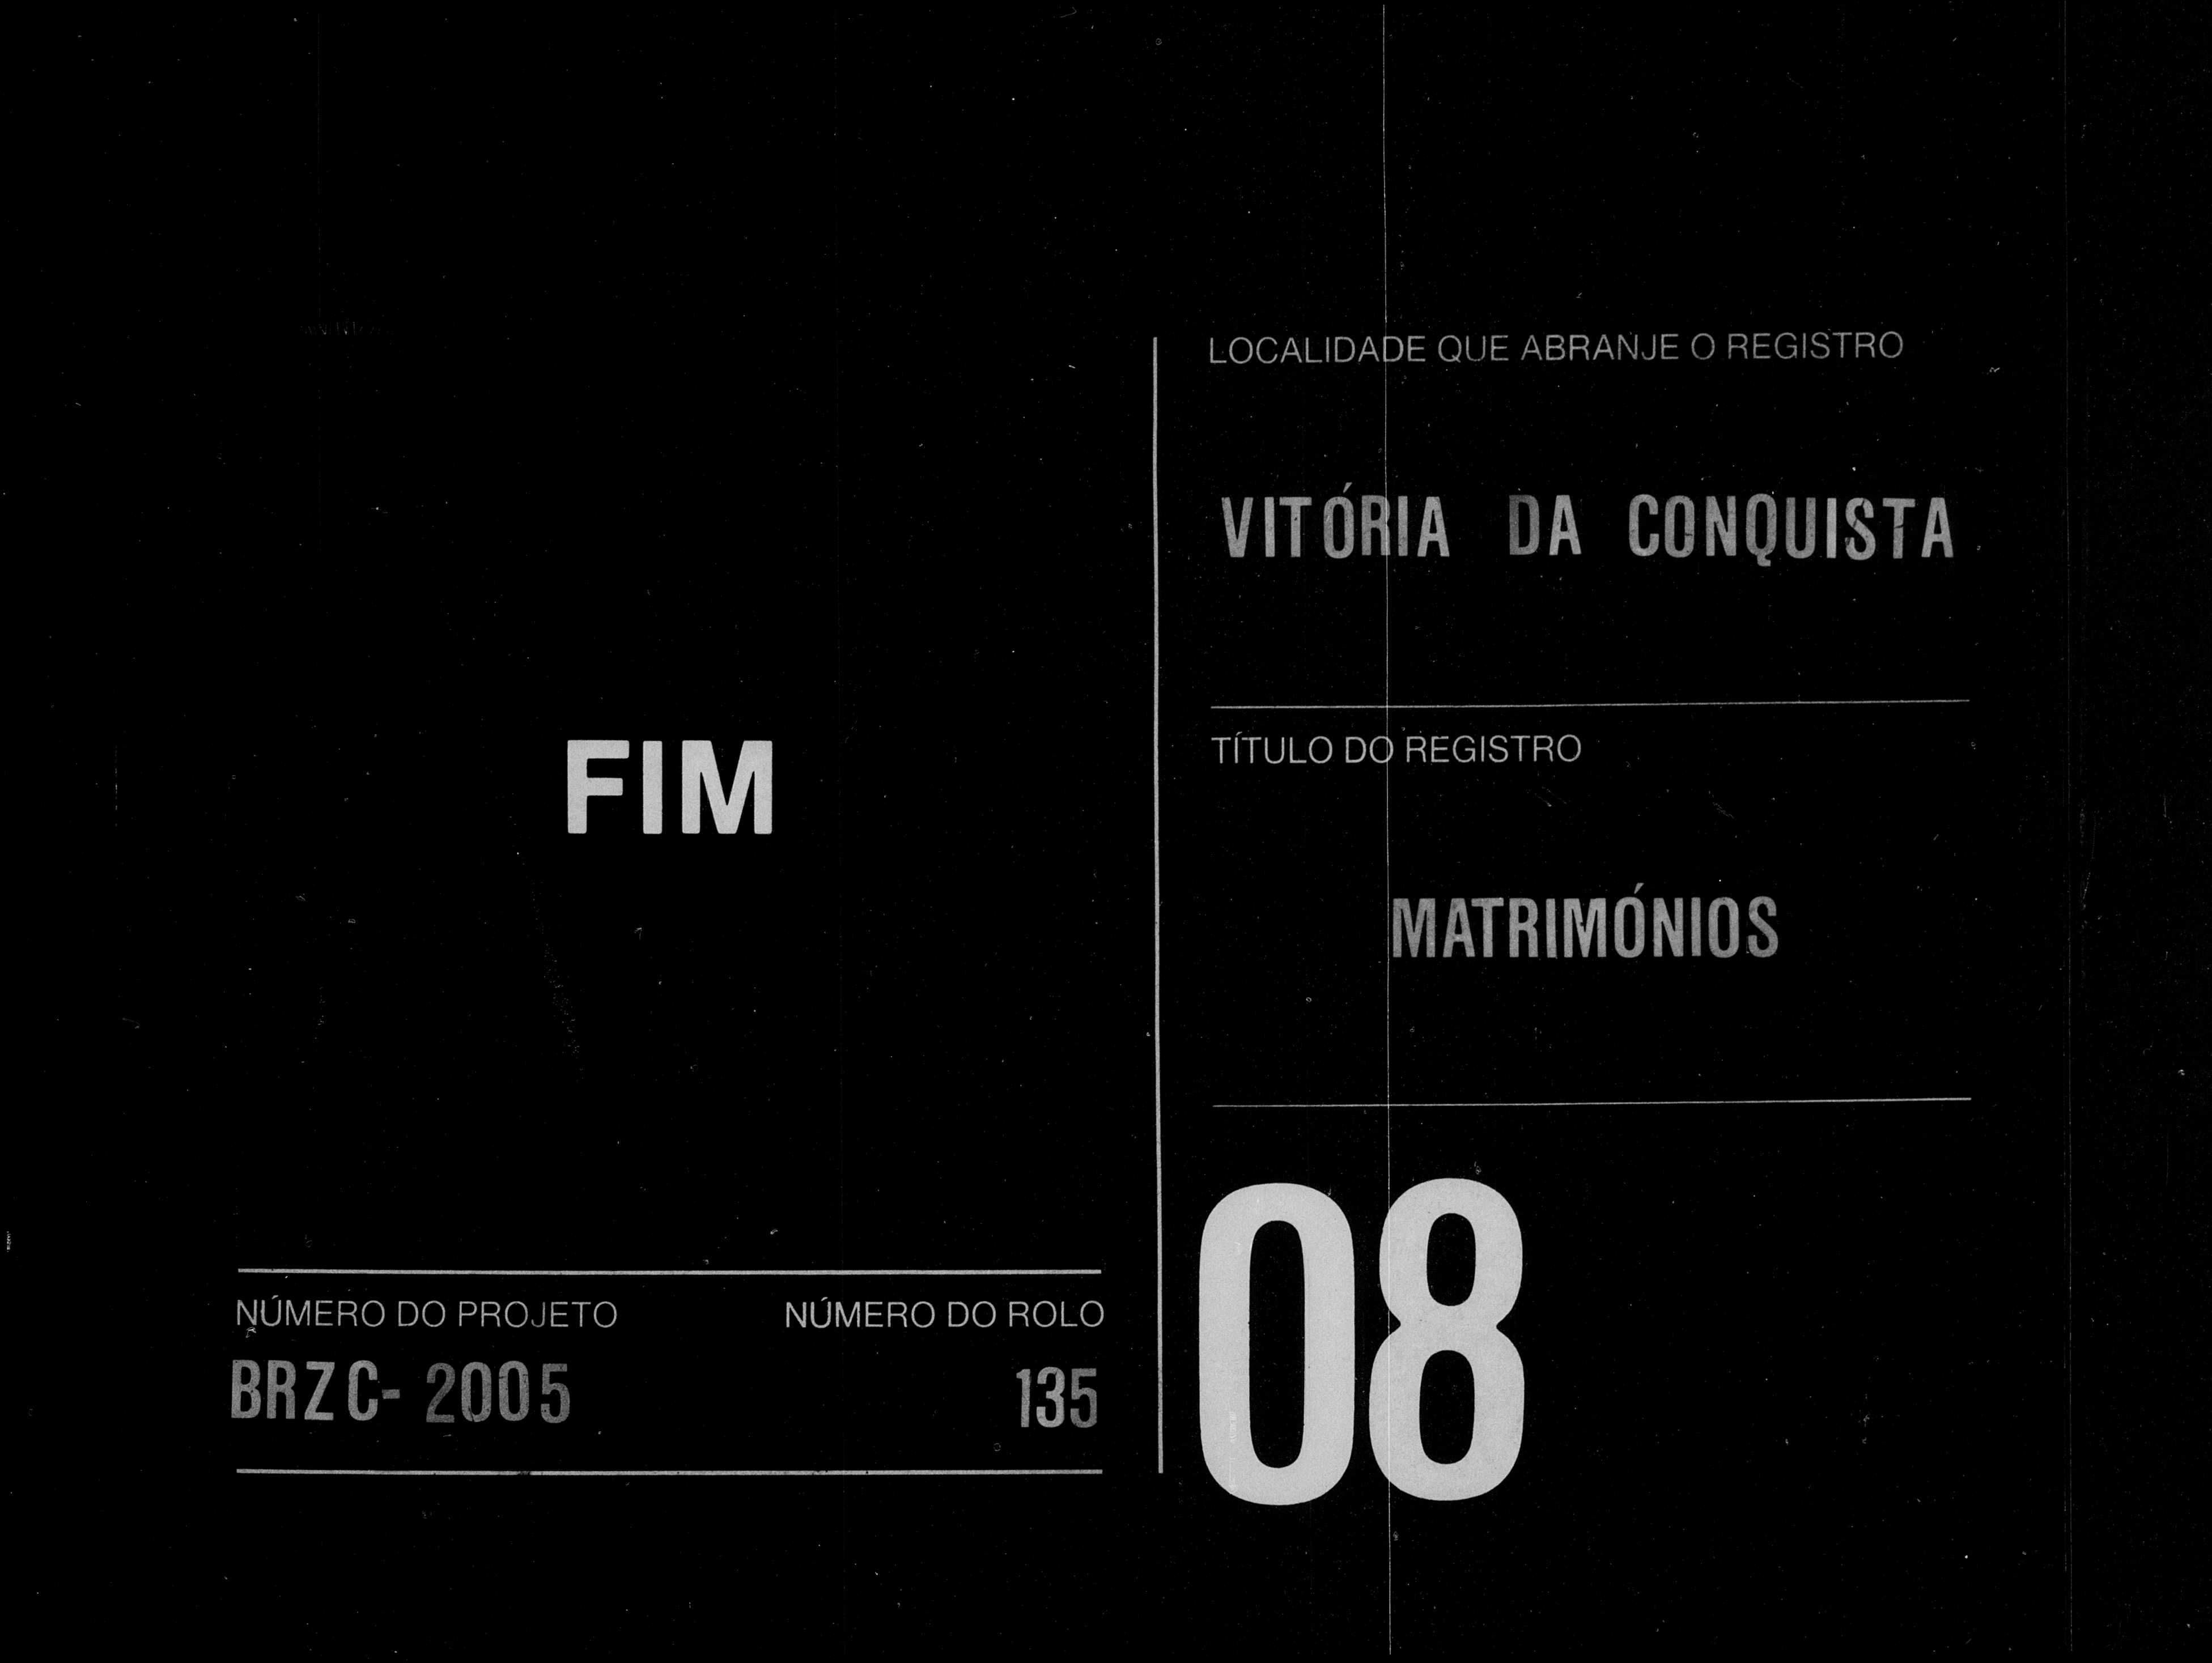 FIM
NÚMERO DO PROJETO
BRZC- 2005
NÚMERO DO ROLO
135
LOCALIDADE QUE ABRANJE O REGISTRO
VITÓRIA DA CONQUISTA
TÍTULO DO REGISTRO
MATRIMÓNIOS
08